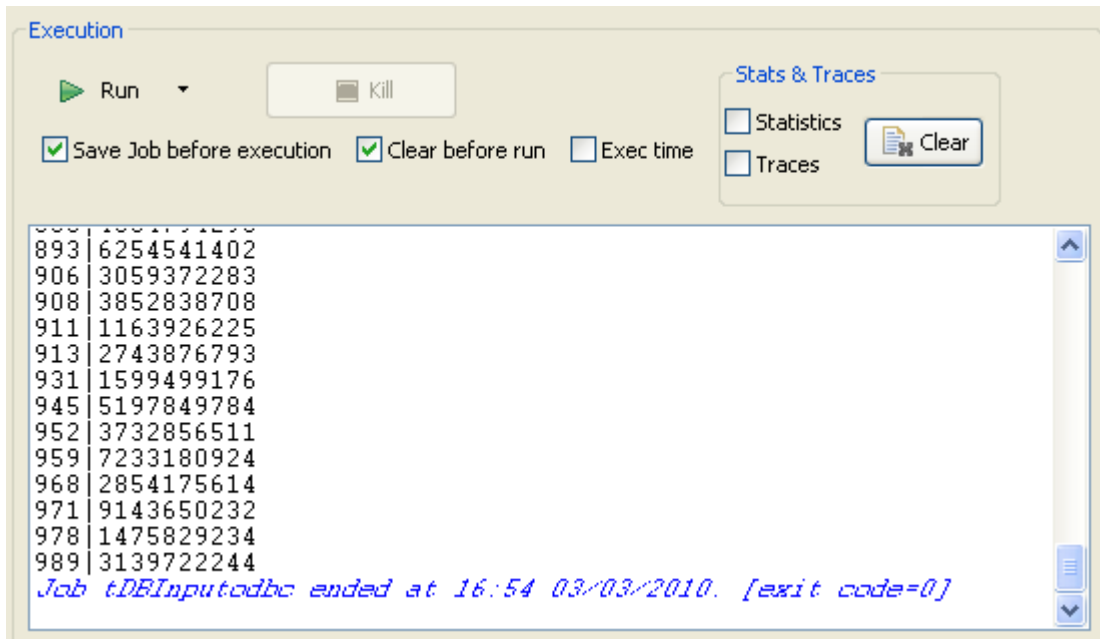 Execution
Run
Kill
Stats & Traces
Statistics
Traces
Clear
Save Job before execution
Clear before run
Exec time
893|6254541402
906|3059372283
908|3852838708
911|1163926225
913|2743876793
931|1599499176
945|5197849784
952|3732856511
959|7233180924
968|2854175614
971|9143650232
978|1475829234
989|3139722244
Job tDBInputodbc ended at 16:54 03/03/2010. [exit code=0]